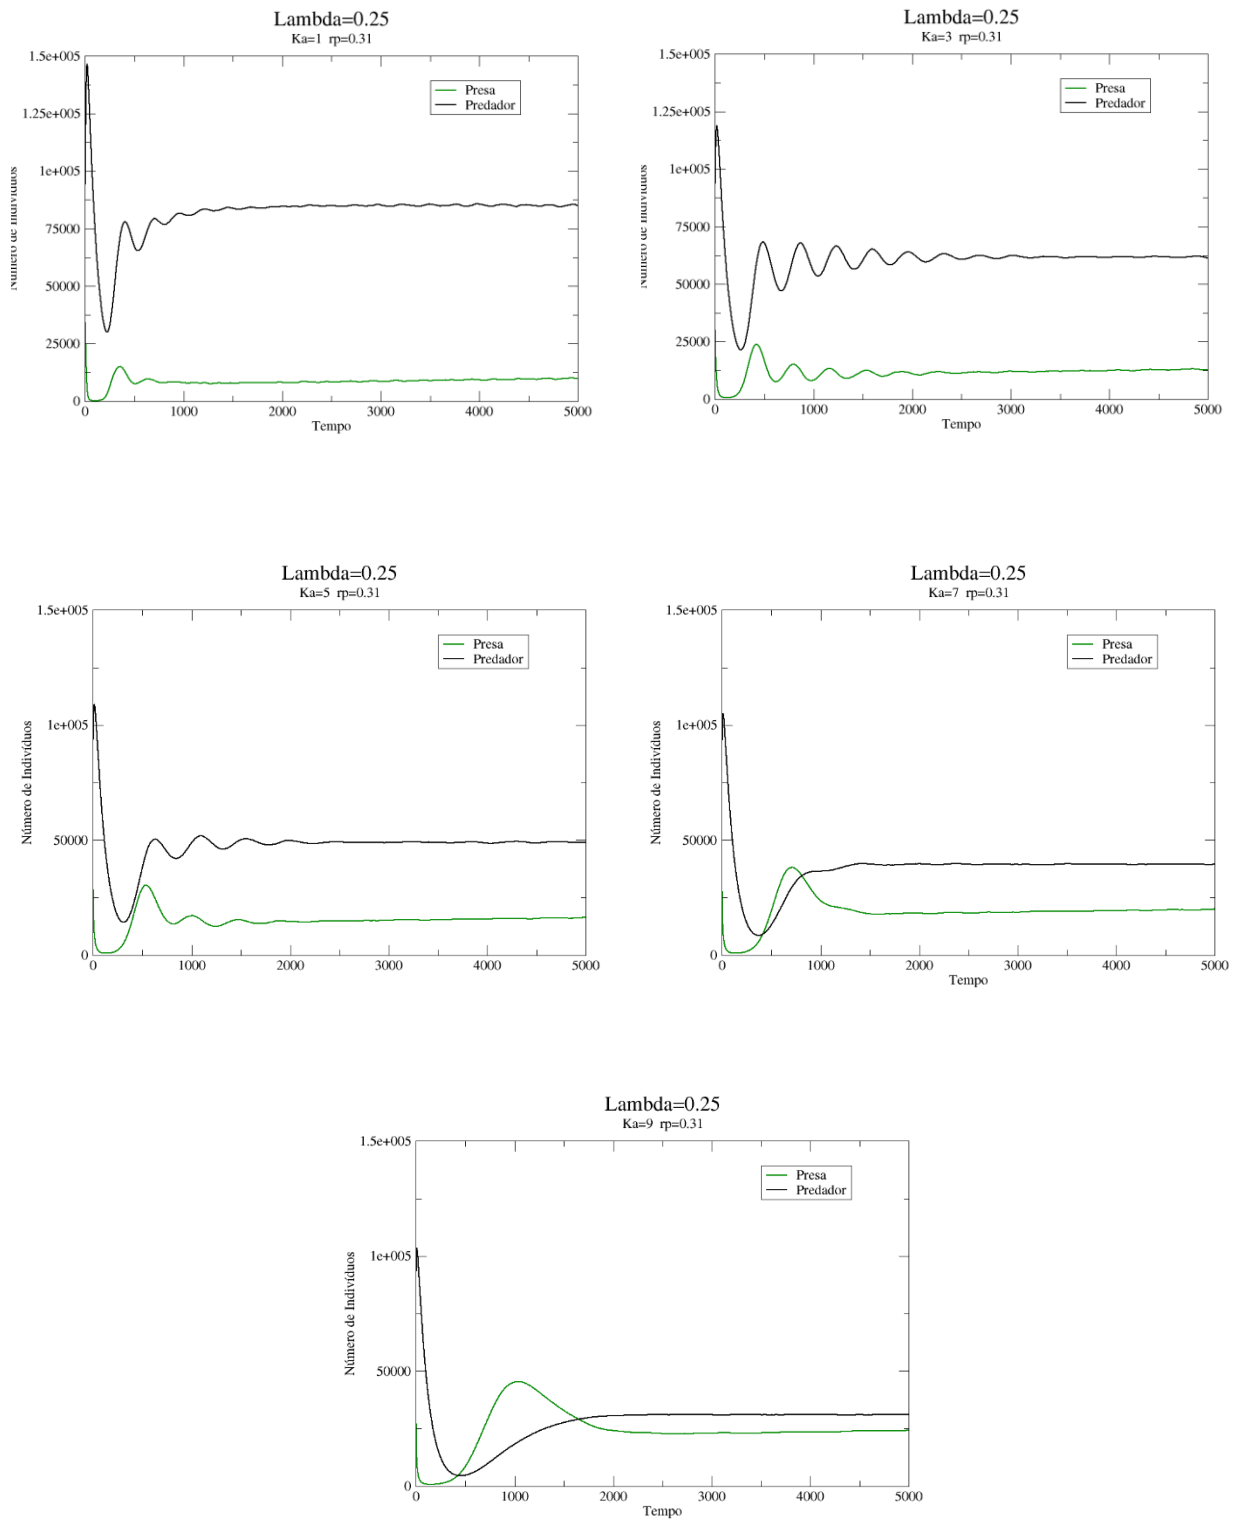 Lambda=0.25
Ka=1 rp=0.31
1.5e+005
1.25e+005
1e+005
75000
50000
25000
0
Número de Indivíduos
Presa
Predador
0 1000 2000 3000 4000 5000
Tempo
Lambda=0.25
Ka=3 rp=0.31
1.5e+005
1.25e+005
1e+005
75000
50000
25000
0
Número de Indivíduos
Presa
Predador
0 1000 2000 3000 4000 5000
Tempo
Lambda=0.25
Ka=5 rp=0.31
1.5e+005
1e+005
50000
0
Número de Indivíduos
Presa
Predador
0 1000 2000 3000 4000 5000
Lambda=0.25
Ka=7 rp=0.31
1.5e+005
1e+005
50000
0
Número de Indivíduos
Presa
Predador
0 1000 2000 3000 4000 5000
Tempo
Lambda=0.25
Ka=9 rp=0.31
1.5e+005
1e+005
50000
0
Número de Indivíduos
Presa
Predador
0 1000 2000 3000 4000 5000
Tempo